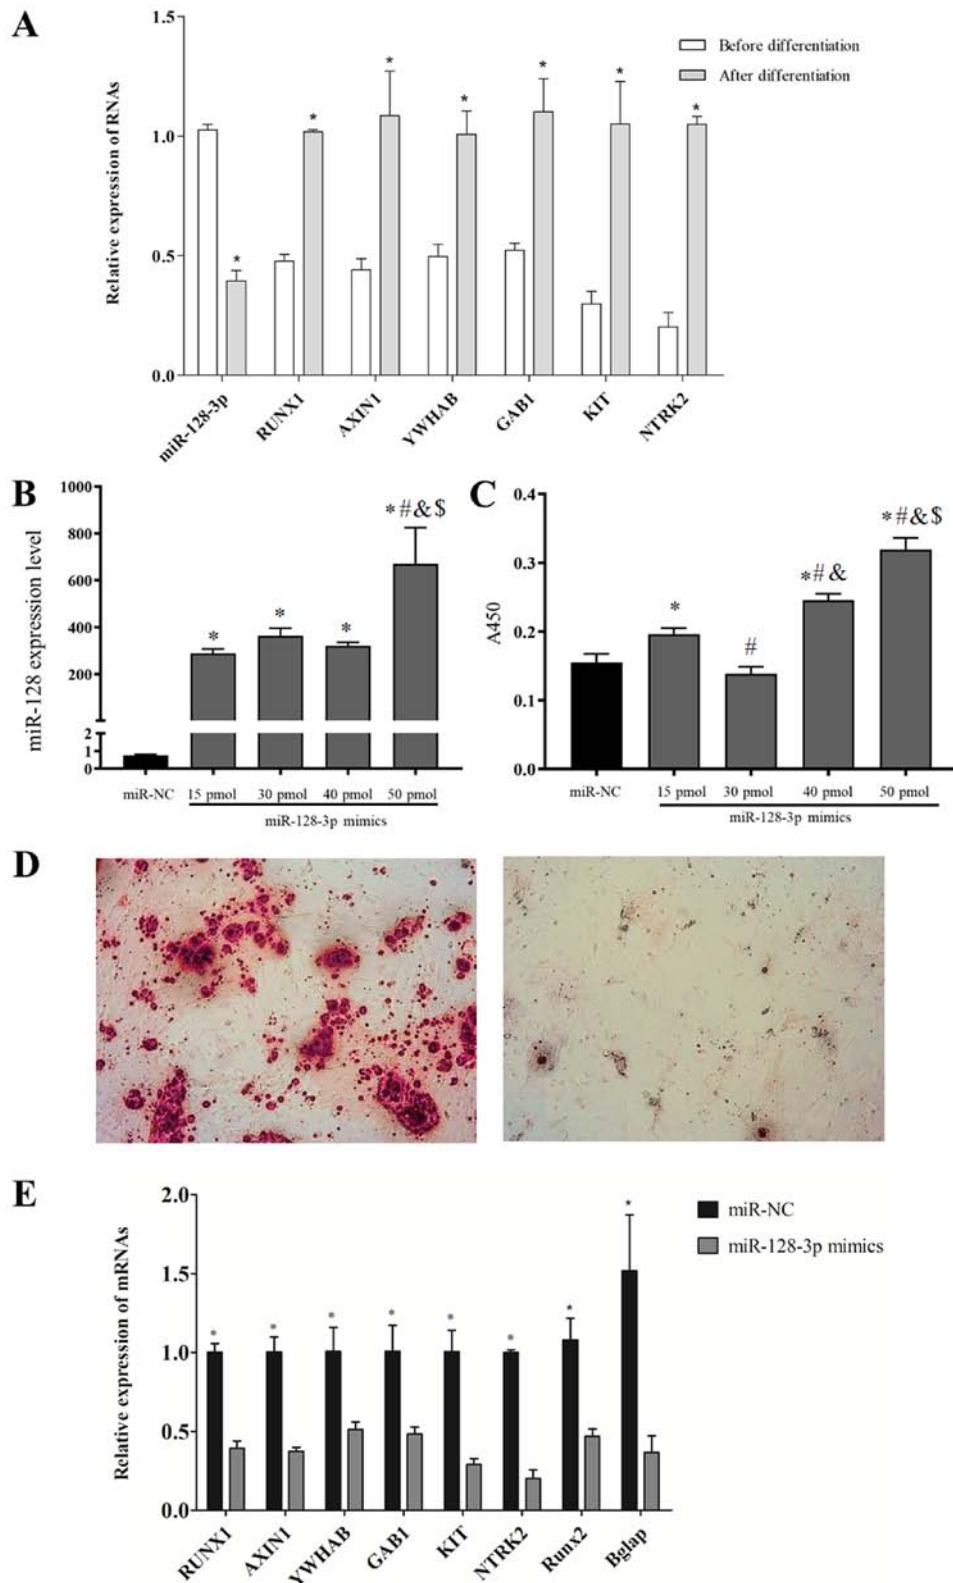 A
Relative expression of RNAs
1.5
1.0
0.5
0.0
Before differentiation
After differentiation
*
*
*
*
*
*
*
miR-128-3p
RUNX1
AXIN1
YWHAB
GAB1
KIT
NTRK2
B
miR-128 expression level
1000
800
600
400
200
2
1
0
*
*
*
*#&$
miR-NC
15 pmol
30 pmol
40 pmol
50 pmol
miR-128-3p mimics
C
A450
0.4
0.3
0.2
0.1
0.0
*
#
*#&
*#&$
miR-NC
15 pmol
30 pmol
40 pmol
50 pmol
miR-128-3p mimics
D
E
Relative expression of mRNAs
2.0
1.5
1.0
0.5
0.0
miR-NC
miR-128-3p mimics
*
*
*
*
*
*
*
*
RUNX1
AXIN1
YWHAB
GAB1
KIT
NTRK2
Runx2
Bglap